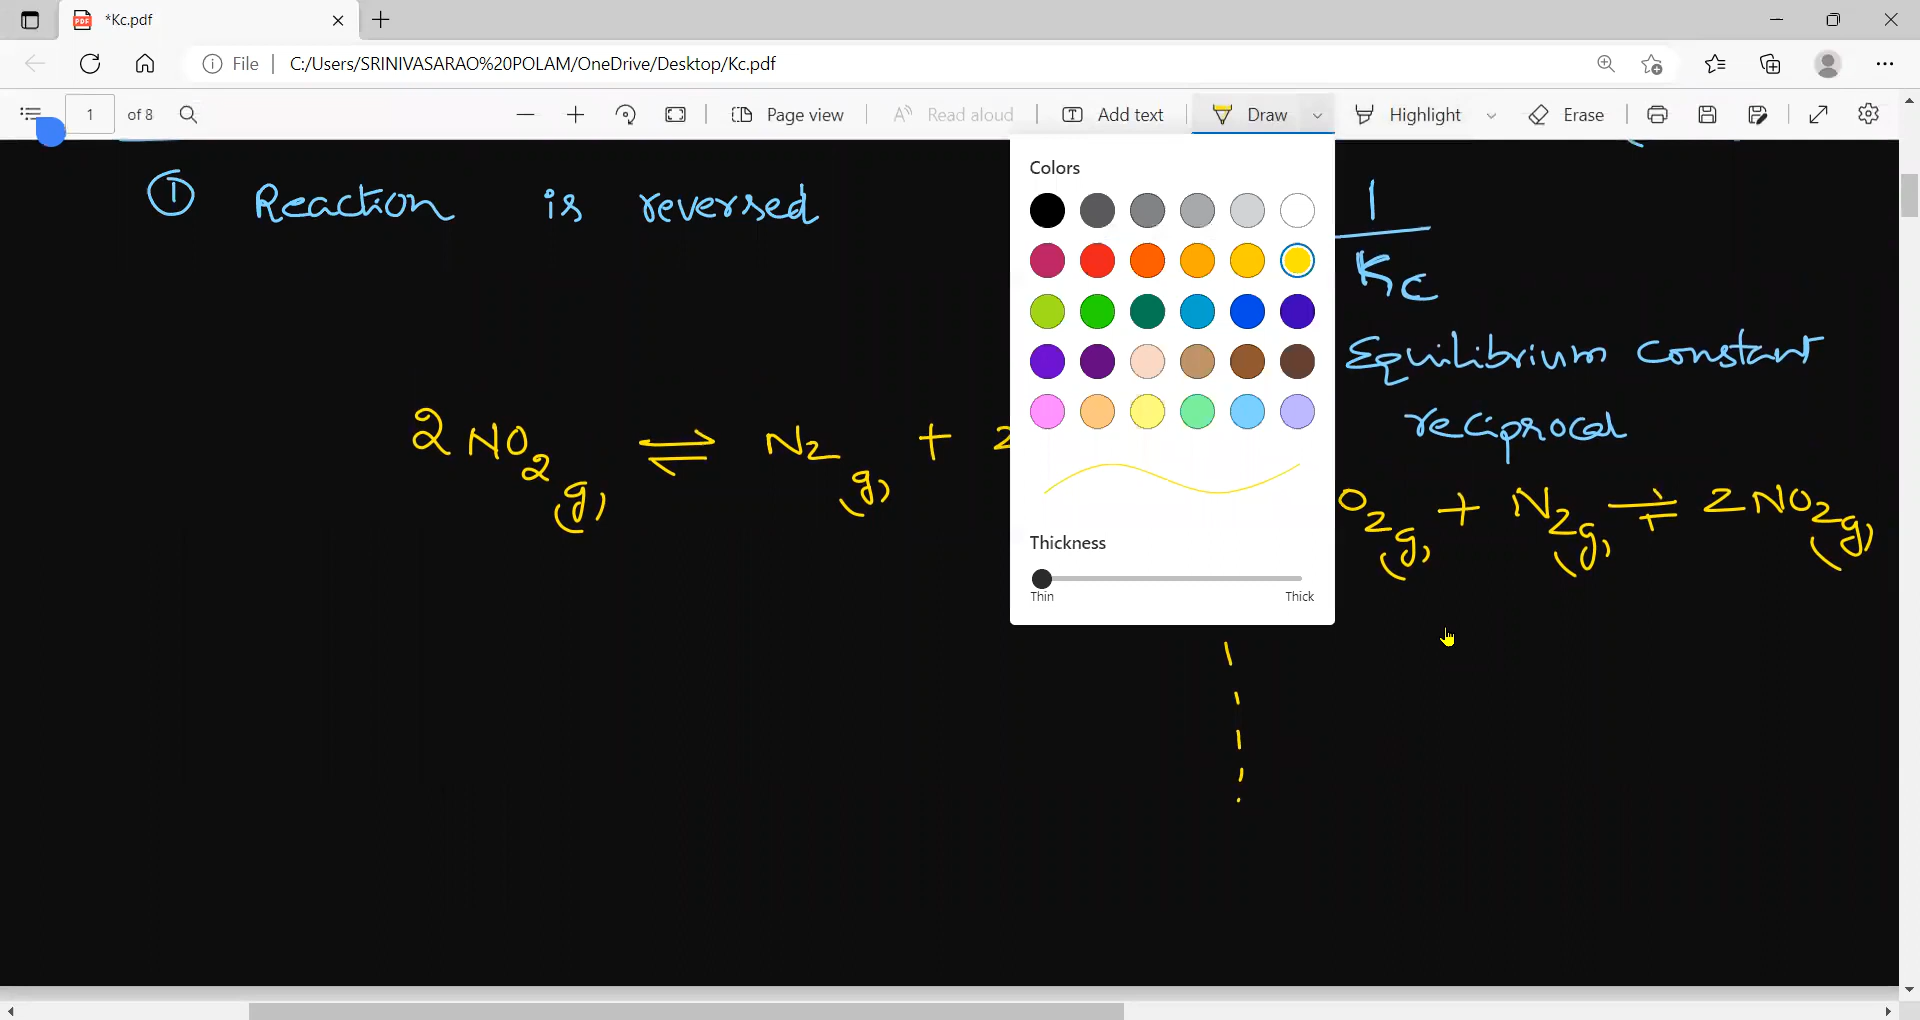 *Kc.pdf
File | C:/Users/SRINIVASARAO%20POLAM/OneDrive/Desktop/Kc.pdf
1 of 8 Page view Read aloud Add text Draw Highlight Erase
Colors
Thickness
Thin Thick
① Reaction is reversed
1
Kc
Equilibrium constant
reciprocal
2 NO2(g) ⇌ N2(g) + 2
O2(g) + N2(g) ⇌ 2NO2(g)